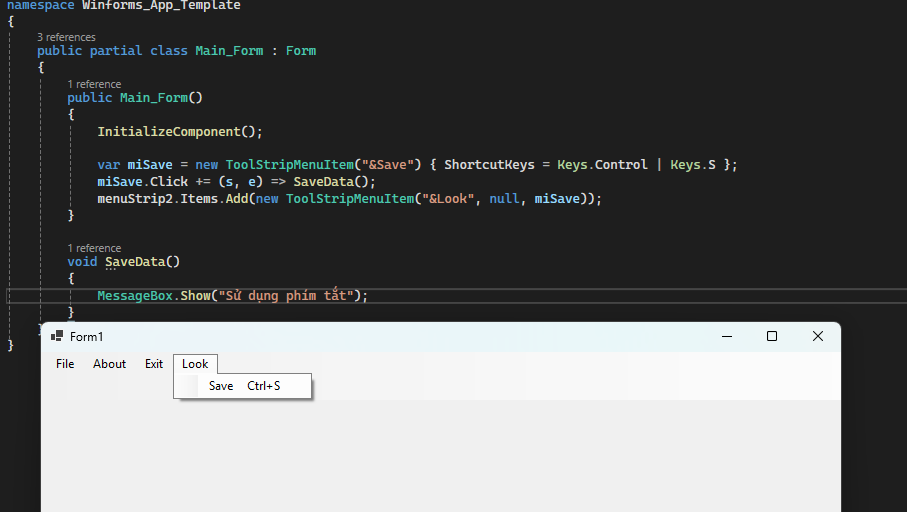 namespace Winforms_App_Template
{
3 references
public partial class Main_Form : Form
{
1 reference
public Main_Form()
{
InitializeComponent();
var miSave = new ToolStripMenuItem("&Save") { ShortcutKeys = Keys.Control | Keys.S };
miSave.Click += (s, e) => SaveData();
menuStrip2.Items.Add(new ToolStripMenuItem("&Look", null, miSave));
}
1 reference
void SaveData()
{
MessageBox.Show("Sử dụng phím tắt");
}
}
}
Form1
File About Exit Look
Save Ctrl+S